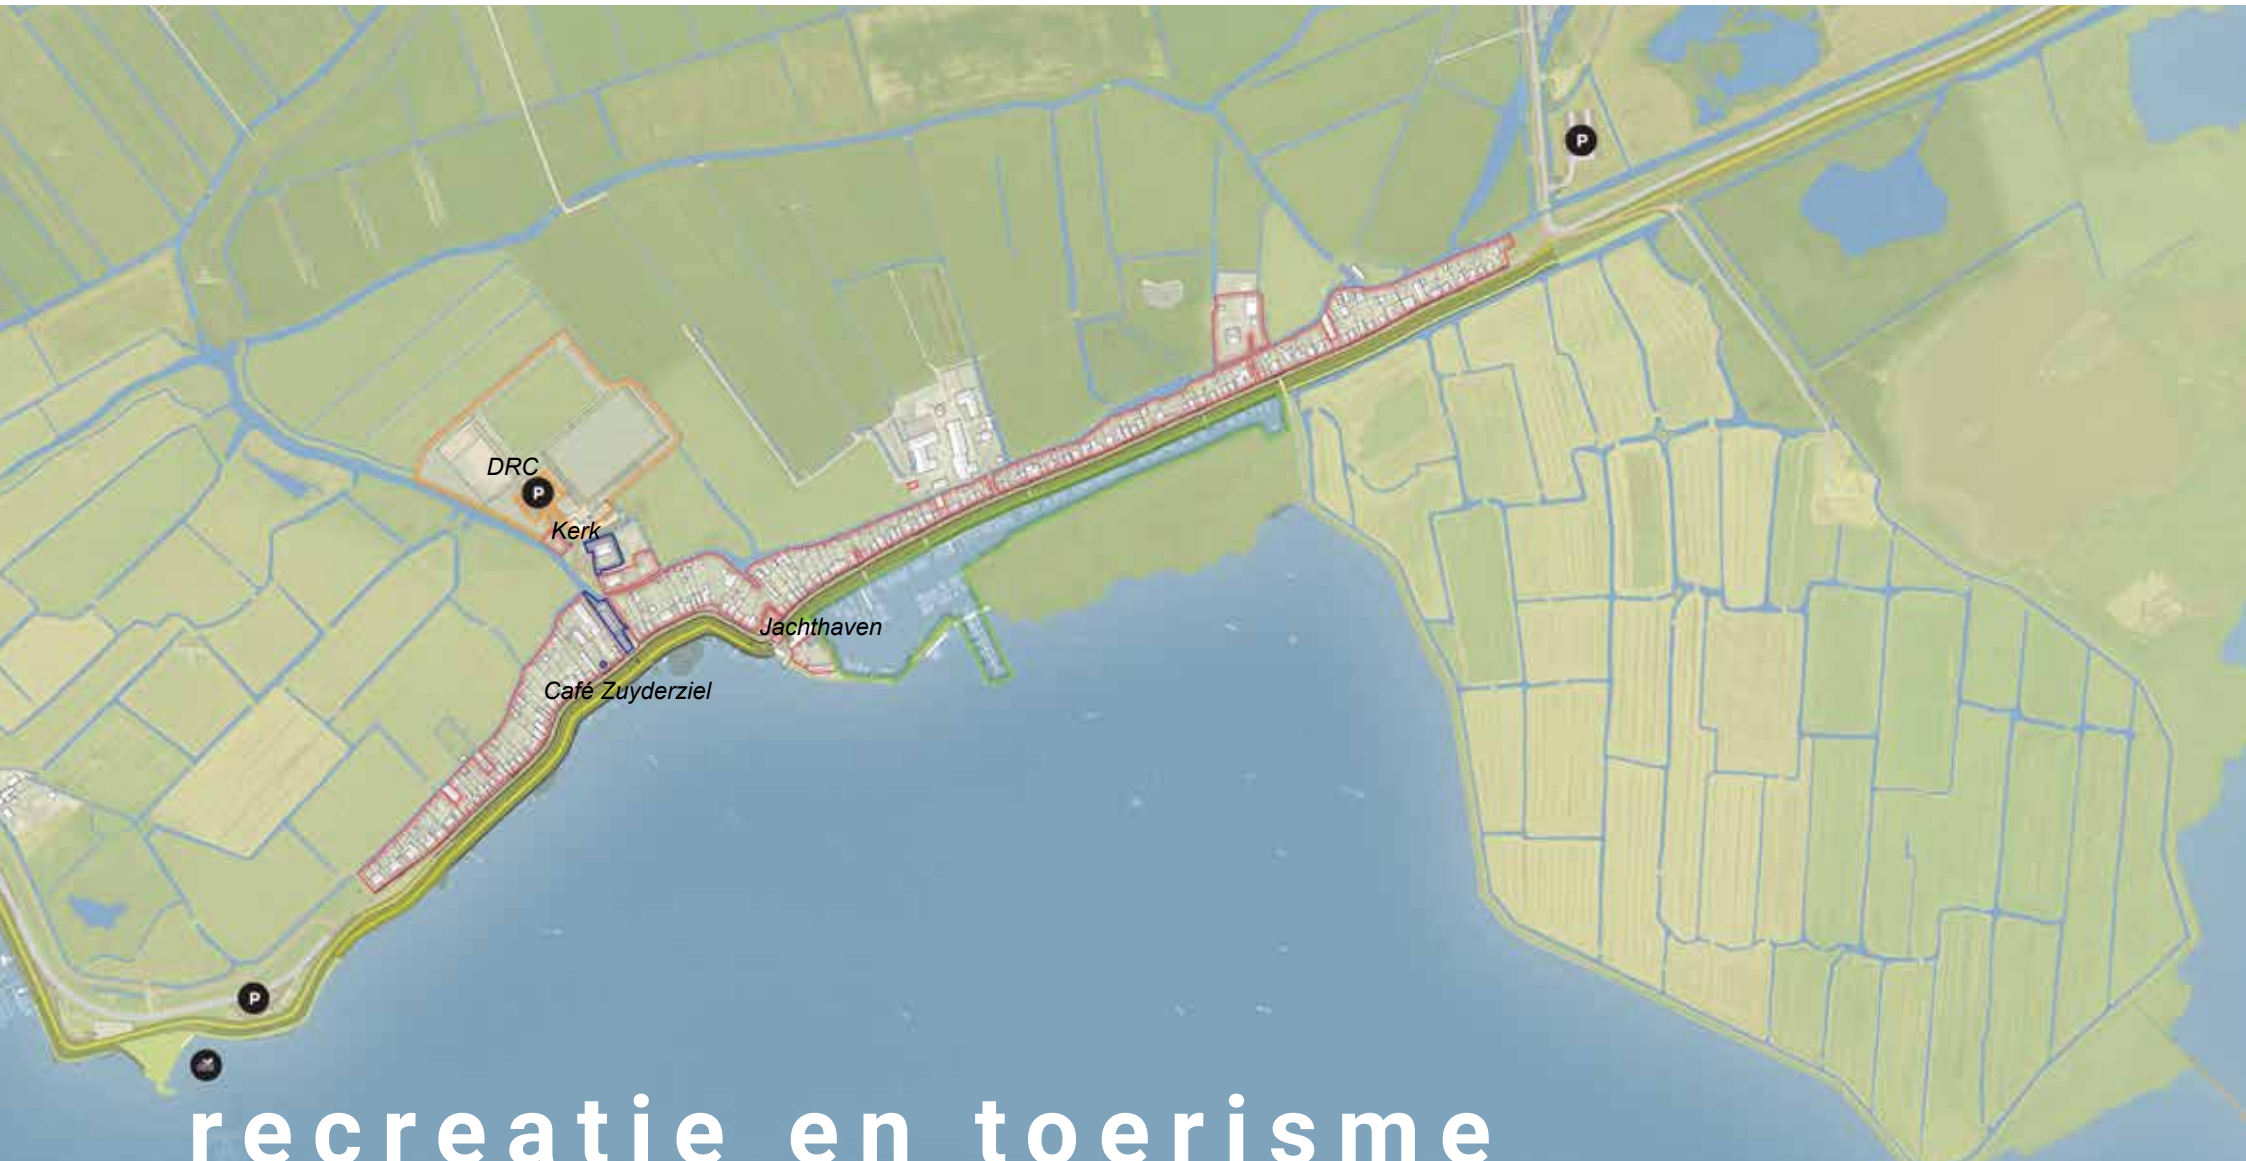 P
DRC
P
Kerk
Jachthaven
Café Zuyderziel
P
recreatie en toerisme